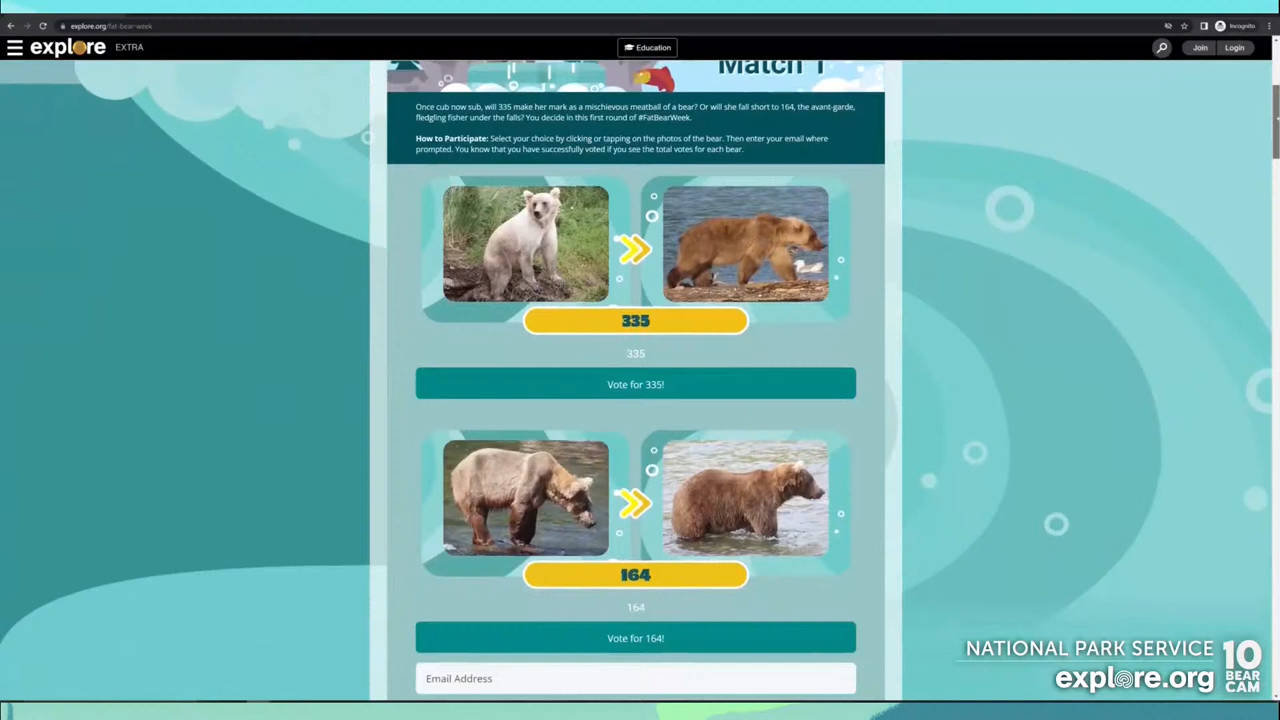 explore.org/fat-bear-week
Incognito
explore EXTRA
Education
Join
Login
Match 1
Once cub now sub, will 335 make her mark as a mischievous meatball of a bear? Or will she fall short to 164, the avant-garde,
fledgling fisher under the falls? You decide in this first round of #FatBearWeek.
How to Participate: Select your choice by clicking or tapping on the photos of the bear. Then enter your email where
prompted. You know that you have successfully voted if you see the total votes for each bear.
335
335
Vote for 335!
164
164
Vote for 164!
Email Address
NATIONAL PARK SERVICE
explore.org
10
BEAR
CAM